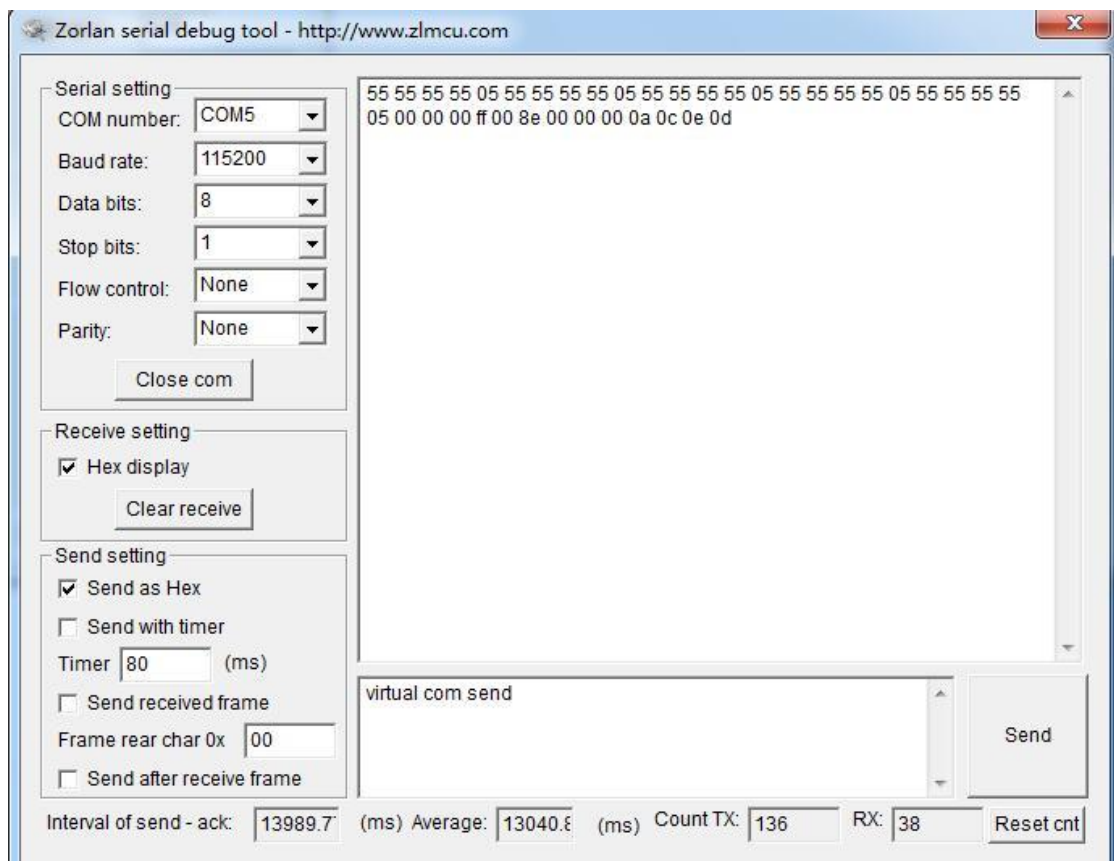 Zorlan serial debug tool - http://www.zlmcu.com
Serial setting
COM number: COM5
Baud rate: 115200
Data bits: 8
Stop bits: 1
Flow control: None
Parity: None
Close com
Receive setting
Hex display
Clear receive
Send setting
Send as Hex
Send with timer
Timer 80 (ms)
Send received frame
Frame rear char 0x 00
Send after receive frame
55 55 55 55 05 55 55 55 55 05 55 55 55 55 05 55 55 55 55 05 55 55 55 55
05 00 00 00 ff 00 8e 00 00 00 0a 0c 0e 0d
virtual com send
Send
Interval of send - ack: 13989.77 (ms) Average: 13040.8 (ms) Count TX: 136 RX: 38 Reset cnt